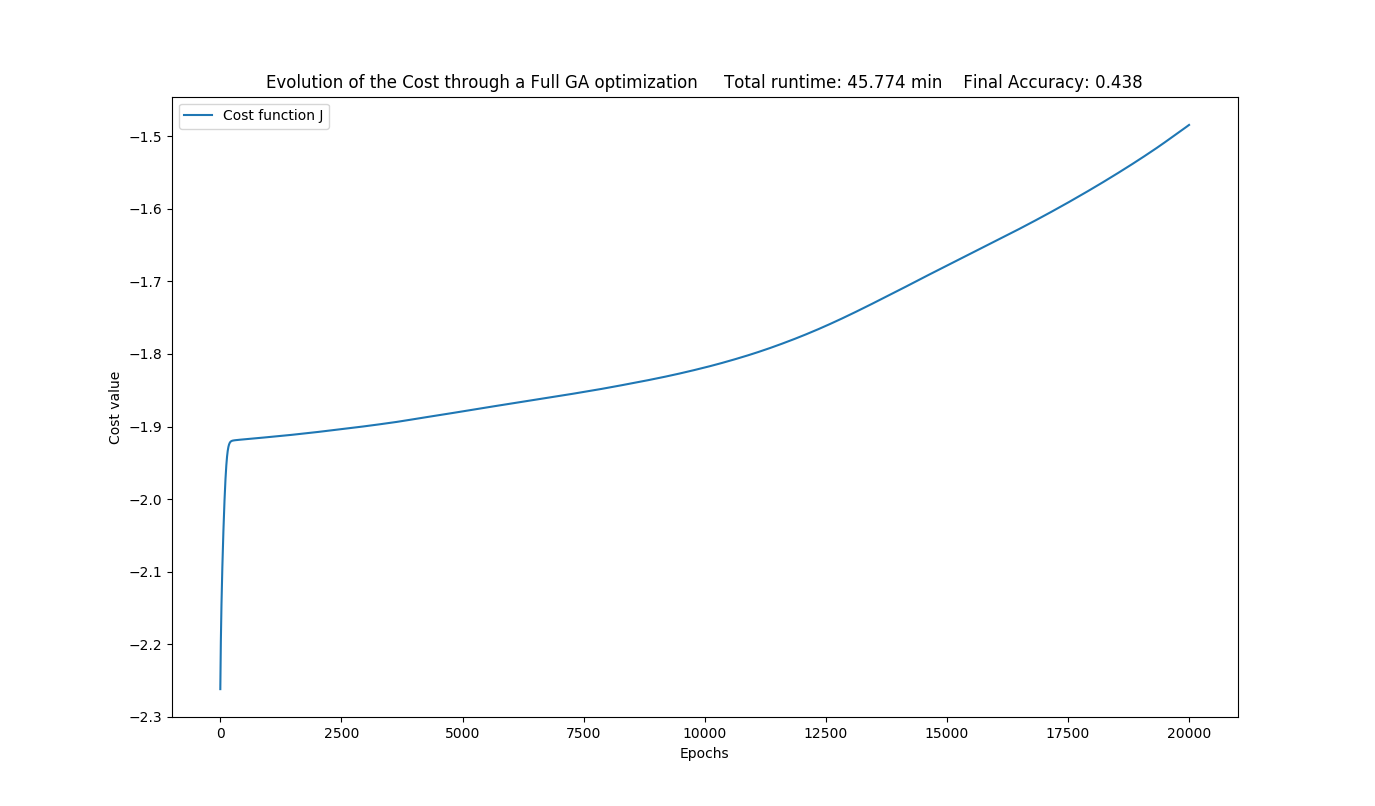 Evolution of the Cost through a Full GA optimization     Total runtime: 45.774 min    Final Accuracy: 0.438
Cost function J
−1.5
−1.6
−1.7
−1.8
−1.9
−2.0
−2.1
−2.2
−2.3
Cost value
0 2500 5000 7500 10000 12500 15000 17500 20000
Epochs